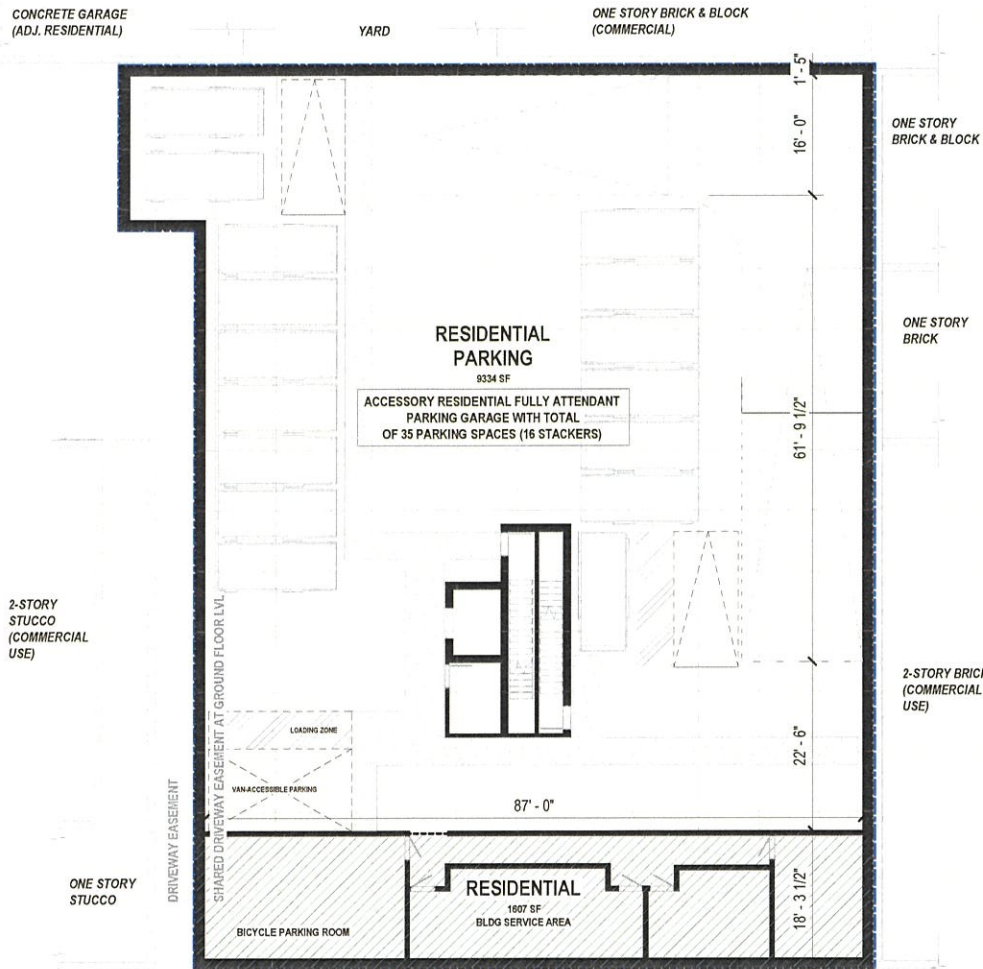 CONCRETE GARAGE
(ADJ. RESIDENTIAL)
YARD
ONE STORY BRICK & BLOCK
(COMMERCIAL)
1' - 5"
16' - 0"
ONE STORY
BRICK & BLOCK
RESIDENTIAL
PARKING
9334 SF
ACCESSORY RESIDENTIAL FULLY ATTENDANT
PARKING GARAGE WITH TOTAL
OF 35 PARKING SPACES (16 STACKERS)
ONE STORY
BRICK
61' - 9 1/2"
2-STORY
STUCCO
(COMMERCIAL
USE)
2-STORY BRICK
(COMMERCIAL
USE)
LOADING ZONE
VAN-ACCESSIBLE PARKING
22' - 6"
87' - 0"
DRIVEWAY EASEMENT
SHARED DRIVEWAY EASEMENT AT GROUND FLOOR LVL
ONE STORY
STUCCO
BICYCLE PARKING ROOM
RESIDENTIAL
1607 SF
BLDG SERVICE AREA
18' - 3 1/2"